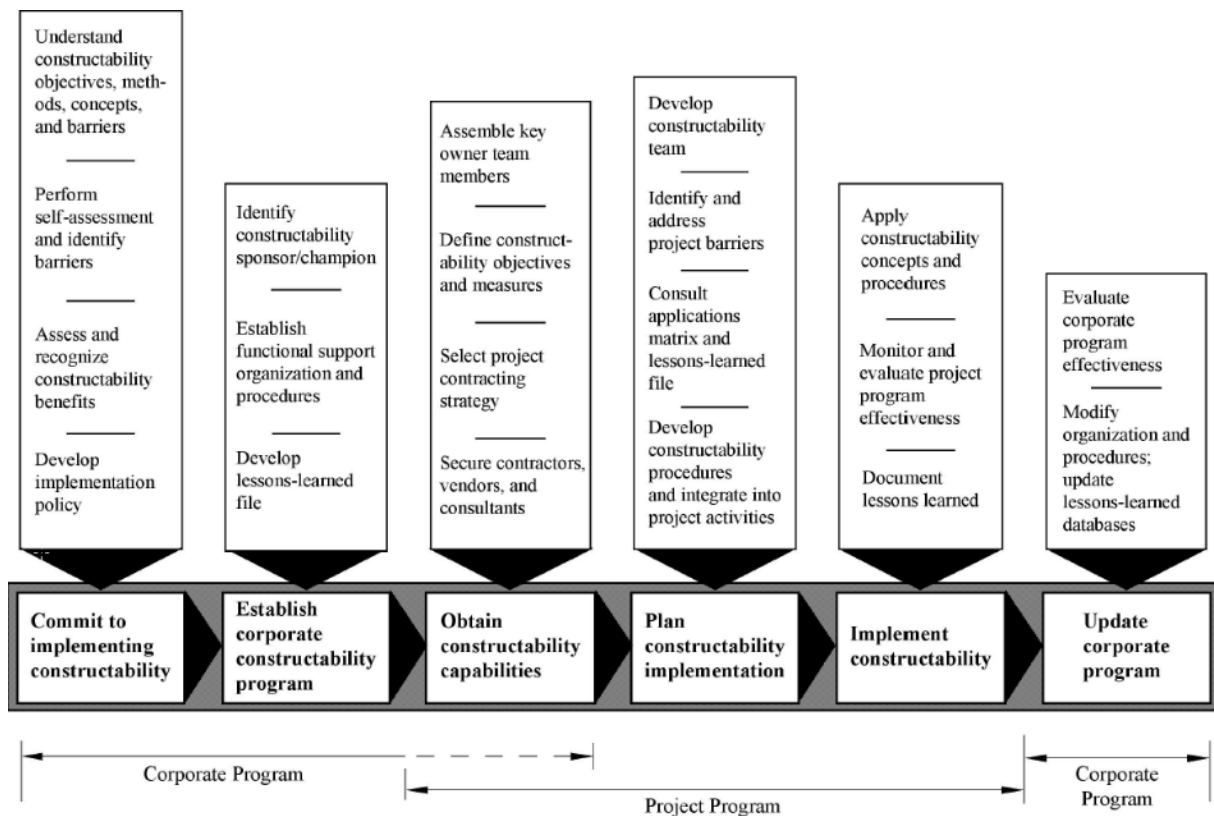 Understand
constructability
objectives, meth-
ods, concepts,
and barriers
Perform
self-assessment
and identify
barriers
Assess and
recognize
constructability
benefits
Develop
implementation
policy
Identify
constructability
sponsor/champion
Establish
functional support
organization and
procedures
Develop
lessons-learned
file
Assemble key
owner team
members
Define construct-
ability objectives
and measures
Select project
contracting
strategy
Secure contractors,
vendors, and
consultants
Develop
constructability
team
Identify and
address
project barriers
Consult
applications
matrix and
lessons-learned
file
Develop
constructability
procedures
and integrate into
project activities
Apply
constructability
concepts and
procedures
Monitor and
evaluate project
program
effectiveness
Document
lessons learned
Evaluate
corporate
program
effectiveness
Modify
organization and
procedures;
update
lessons-learned
databases
Commit to
implementing
constructability
Establish
corporate
constructability
program
Obtain
constructability
capabilities
Plan
constructability
implementation
Implement
constructability
Update
corporate
program
Corporate Program
Project Program
Corporate
Program